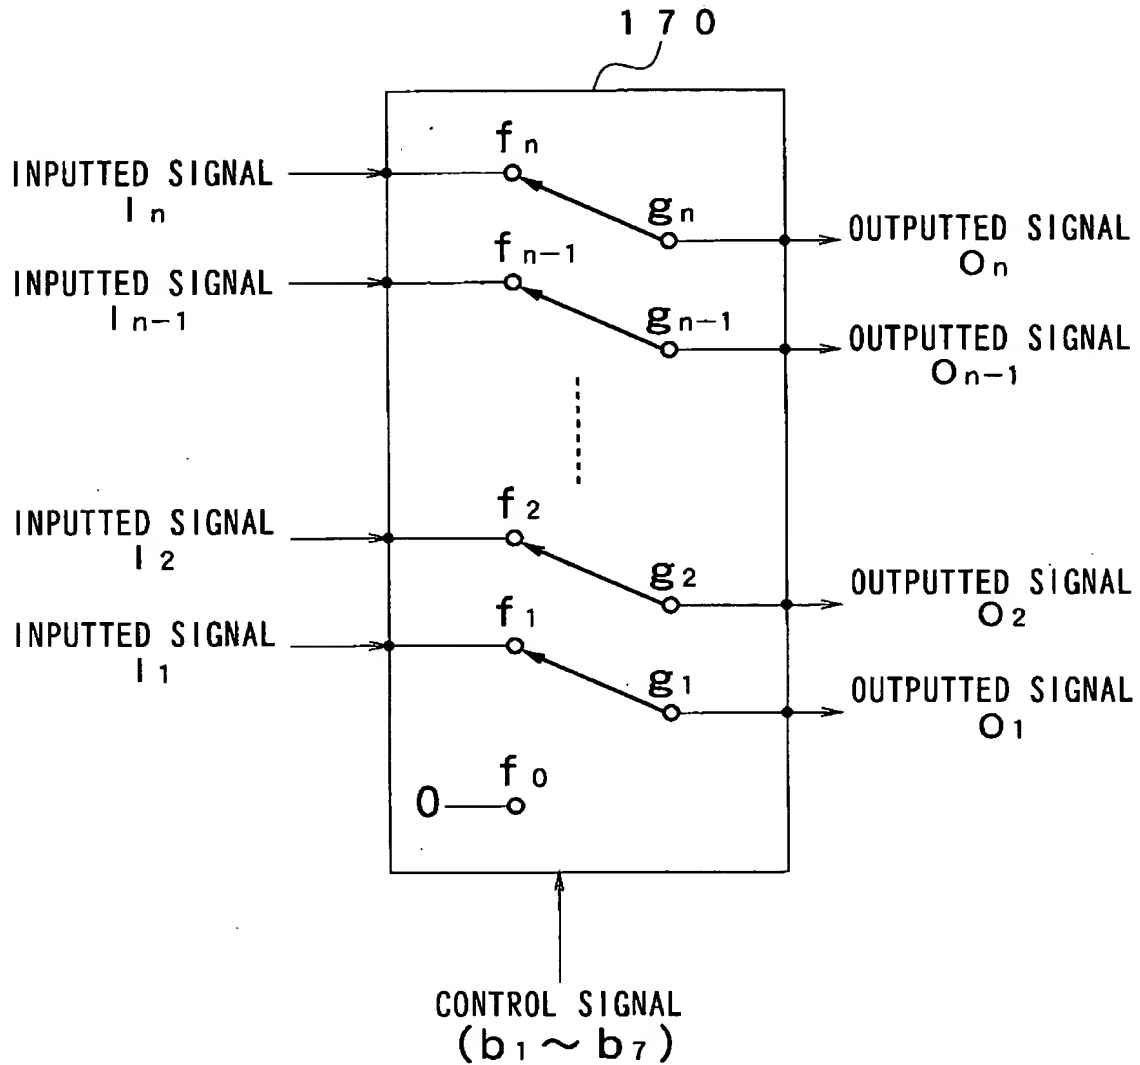 170
fn
INPUTTED SIGNAL
In
gn
OUTPUTTED SIGNAL
On
fn-1
INPUTTED SIGNAL
In-1
gn-1
OUTPUTTED SIGNAL
On-1
f2
INPUTTED SIGNAL
I2
g2
OUTPUTTED SIGNAL
O2
f1
INPUTTED SIGNAL
I1
g1
OUTPUTTED SIGNAL
O1
f0
0
CONTROL SIGNAL
(b1~b7)